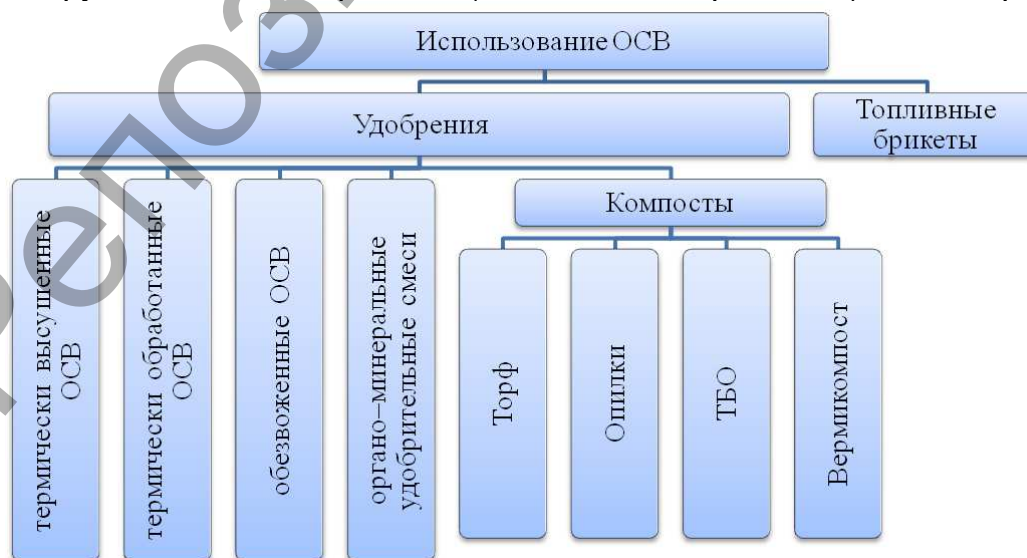 Использование ОСВ
Удобрения
Топливные
брикеты
термически высушенные
ОСВ
термически обработанные
ОСВ
обезвоженные ОСВ
органо–минеральные
удобрительные смеси
Компосты
Торф
Опилки
ТБО
Вермикомпост